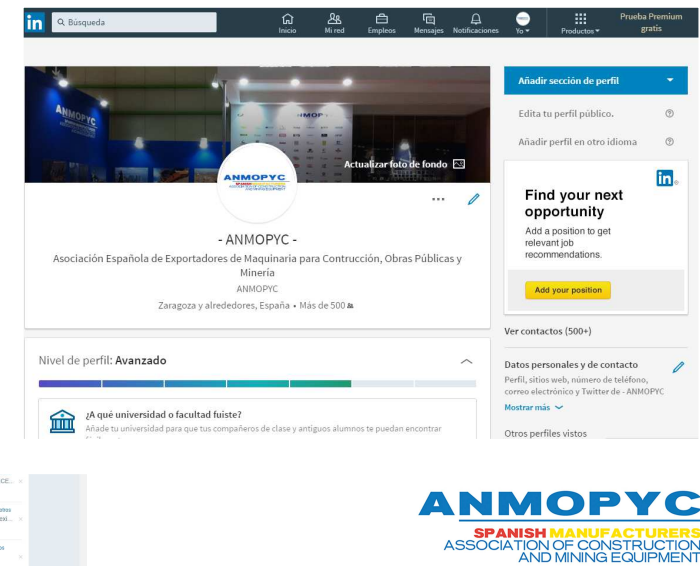 in
Búsqueda
Inicio
Mi red
Empleos
Mensajes
Notificaciones
Yo
Productos
Prueba Premium
gratis
ANMOPYC
Actualizar foto de fondo
ANMOPYC
- ANMOPYC -
Asociación Española de Exportadores de Maquinaria para Contrucción, Obras Públicas y
Minería
ANMOPYC
Zaragoza y alrededores, España • Más de 500
Nivel de perfil: Avanzado
¿A qué universidad o facultad fuiste?
Añade tu universidad para que tus compañeros de clase y antiguos alumnos te puedan encontrar
Añadir sección de perfil
Edita tu perfil público.
Añadir perfil en otro idioma
in
Find your next
opportunity
Add a position to get
relevant job
recommendations.
Add your position
Ver contactos (500+)
Datos personales y de contacto
Perfil, sitios web, número de teléfono,
correo electrónico y Twitter de - ANMOPYC
Mostrar más
Otros perfiles vistos
ANMOPYC
SPANISH MANUFACTURERS
ASSOCIATION OF CONSTRUCTION
AND MINING EQUIPMENT